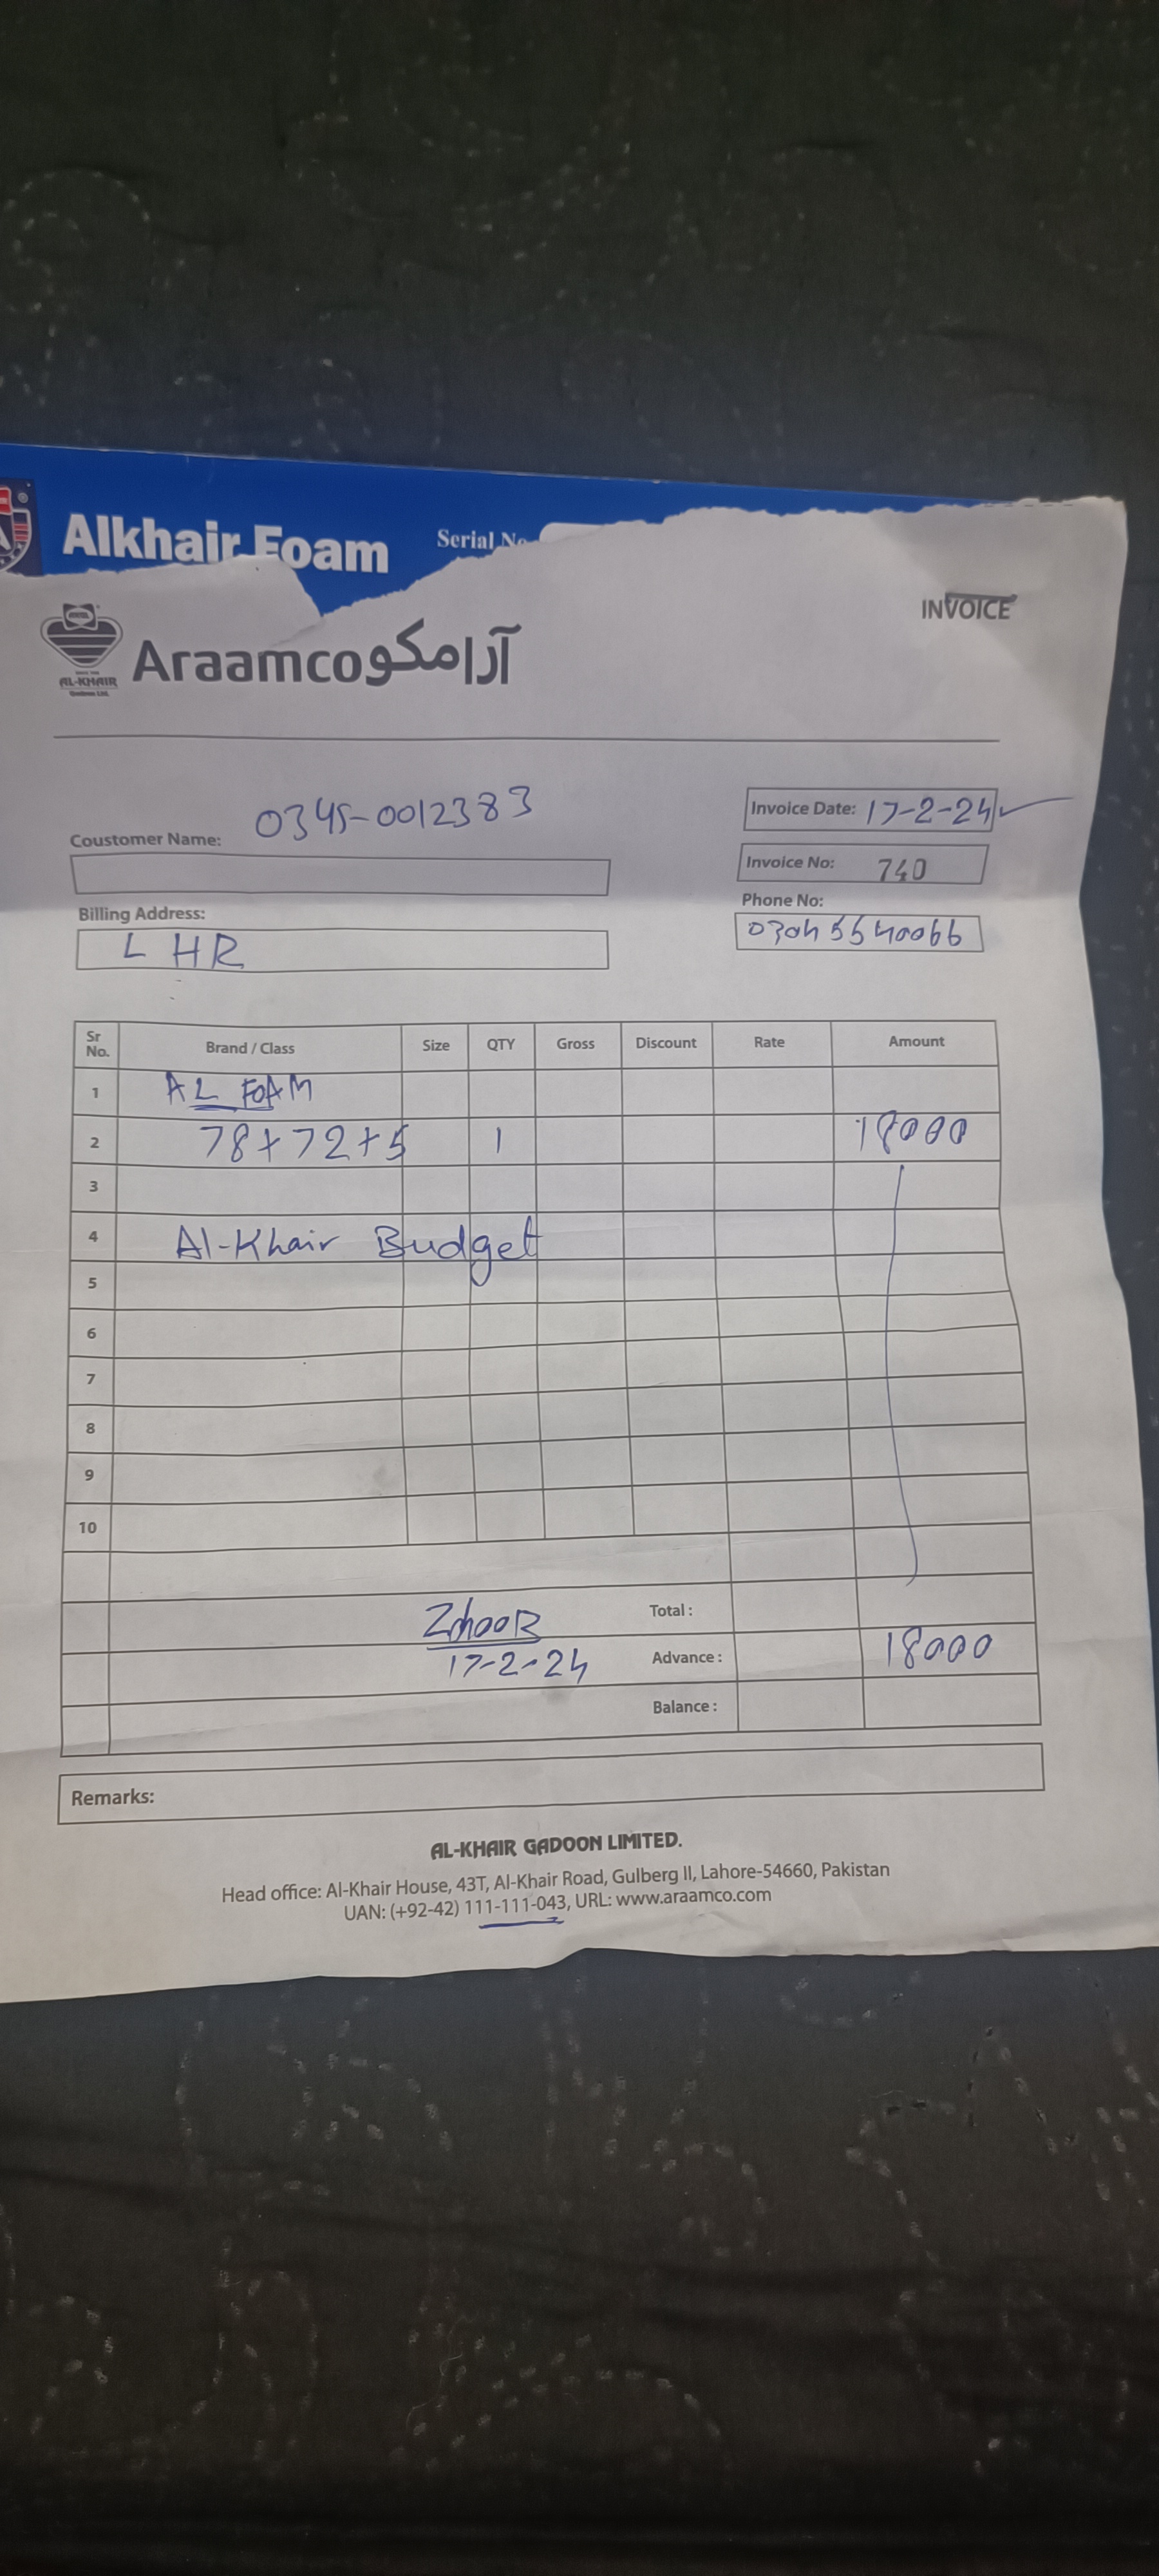 Alkhair Foam
Serial No
INVOICE
AL-KHAIR
Araamco آرامکو
0345-0012383
Coustomer Name:
Invoice Date: 17-2-24
Invoice No: 740
Billing Address:
LHR
Phone No:
03045540066
Sr No. Brand / Class Size QTY Gross Discount Rate Amount
1 AL FOAM
2 78+72+5 1 18000
3
4 Al-Khair Budget
5
6
7
8
9
10
Total :
17-2-24
Advance : 18000
Balance :
Remarks:
AL-KHAIR GADOON LIMITED.
Head office: Al-Khair House, 43T, Al-Khair Road, Gulberg II, Lahore-54660, Pakistan
UAN: (+92-42) 111-111-043, URL: www.araamco.com